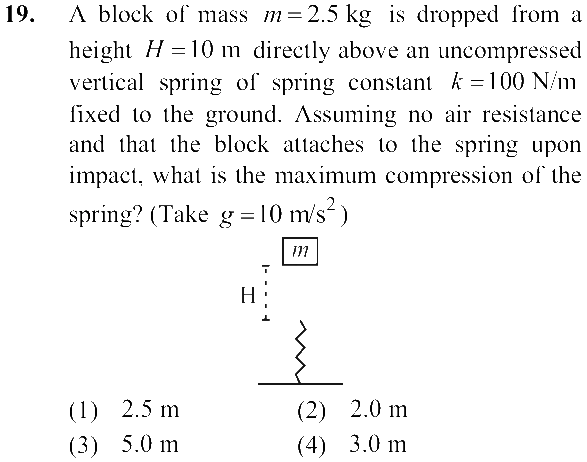 19. A block of mass m = 2.5 kg is dropped from a
height H = 10 m directly above an uncompressed
vertical spring of spring constant k = 100 N/m
fixed to the ground. Assuming no air resistance
and that the block attaches to the spring upon
impact, what is the maximum compression of the
spring? (Take g = 10 m/s²)
m
H
(1) 2.5 m (2) 2.0 m
(3) 5.0 m (4) 3.0 m